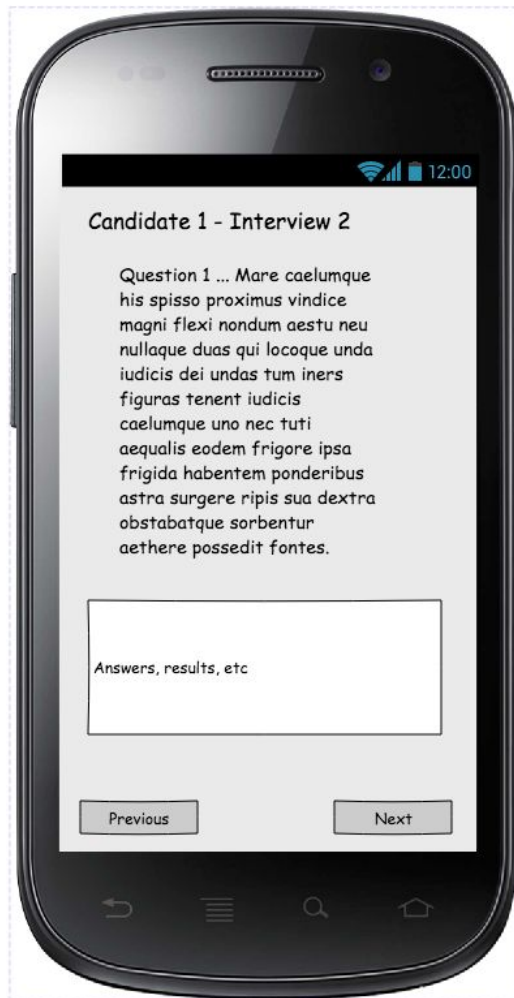 12:00
Candidate 1 - Interview 2
Question 1 ... Mare caelumque
his spisso proximus vindice
magni flexi nondum aestu neu
nullaque duas qui locoque unda
iudicis dei undas tum iners
figuras tenent iudicis
caelumque uno nec tuti
aequalis eodem frigore ipsa
frigida habentem ponderibus
astra surgere ripis sua dextra
obstabatque sorbentur
aethere possedit fontes.
Answers, results, etc
Previous
Next